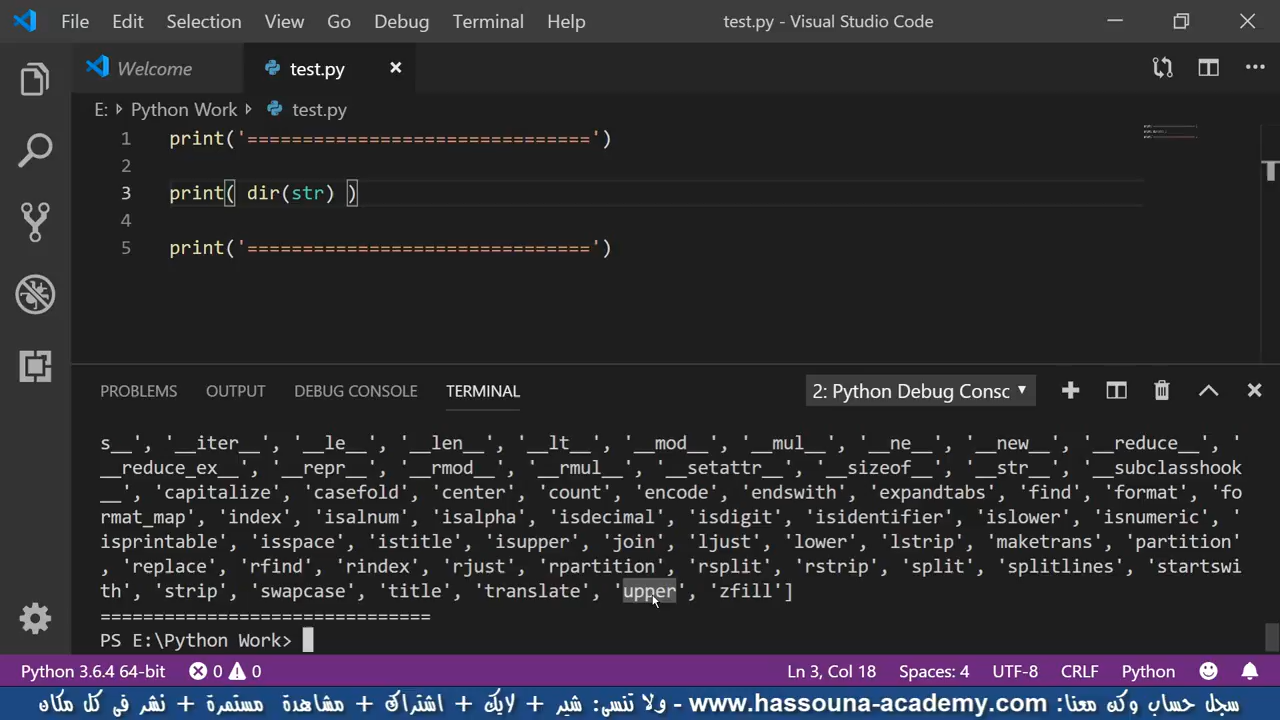 File Edit Selection View Go Debug Terminal Help test.py - Visual Studio Code
Welcome test.py
E: Python Work test.py
1 print('==============================')
2
3 print( dir(str) )
4
5 print('==============================')
PROBLEMS OUTPUT DEBUG CONSOLE TERMINAL 2: Python Debug Consc
s__', '__iter__', '__le__', '__len__', '__lt__', '__mod__', '__mul__', '__ne__', '__new__', '__reduce__', '
__reduce_ex__', '__repr__', '__rmod__', '__rmul__', '__setattr__', '__sizeof__', '__str__', '__subclasshook
__', 'capitalize', 'casefold', 'center', 'count', 'encode', 'endswith', 'expandtabs', 'find', 'format', 'fo
rmat_map', 'index', 'isalnum', 'isalpha', 'isdecimal', 'isdigit', 'isidentifier', 'islower', 'isnumeric', '
isprintable', 'isspace', 'istitle', 'isupper', 'join', 'ljust', 'lower', 'lstrip', 'maketrans', 'partition'
, 'replace', 'rfind', 'rindex', 'rjust', 'rpartition', 'rsplit', 'rstrip', 'split', 'splitlines', 'startswi
th', 'strip', 'swapcase', 'title', 'translate', 'upper', 'zfill']
==============================
PS E:\Python Work>
Python 3.6.4 64-bit 0 0 Ln 3, Col 18 Spaces: 4 UTF-8 CRLF Python
سجل حساب وكن معنا: www.hassouna-academy.com - ولا تنسى: شير + لايك + اشتراك + مشاهدة مستمرة + نشر فى كل مكان